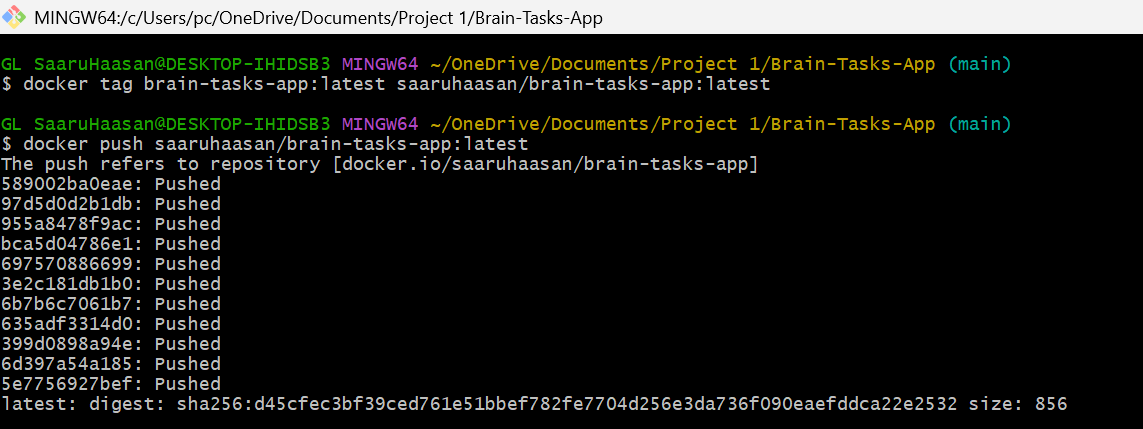 MINGW64:/c/Users/pc/OneDrive/Documents/Project 1/Brain-Tasks-App
GL SaaruHaasan@DESKTOP-IHIDSB3 MINGW64 ~/OneDrive/Documents/Project 1/Brain-Tasks-App (main)
$ docker tag brain-tasks-app:latest saaruhaasan/brain-tasks-app:latest
GL SaaruHaasan@DESKTOP-IHIDSB3 MINGW64 ~/OneDrive/Documents/Project 1/Brain-Tasks-App (main)
$ docker push saaruhaasan/brain-tasks-app:latest
The push refers to repository [docker.io/saaruhaasan/brain-tasks-app]
589002ba0eae: Pushed
97d5d0d2b1db: Pushed
955a8478f9ac: Pushed
bca5d04786e1: Pushed
697570886699: Pushed
3e2c181db1b0: Pushed
6b7b6c7061b7: Pushed
635adf3314d0: Pushed
399d0898a94e: Pushed
6d397a54a185: Pushed
5e7756927bef: Pushed
latest: digest: sha256:d45cfec3bf39ced761e51bbef782fe7704d256e3da736f090eaefddca22e2532 size: 856